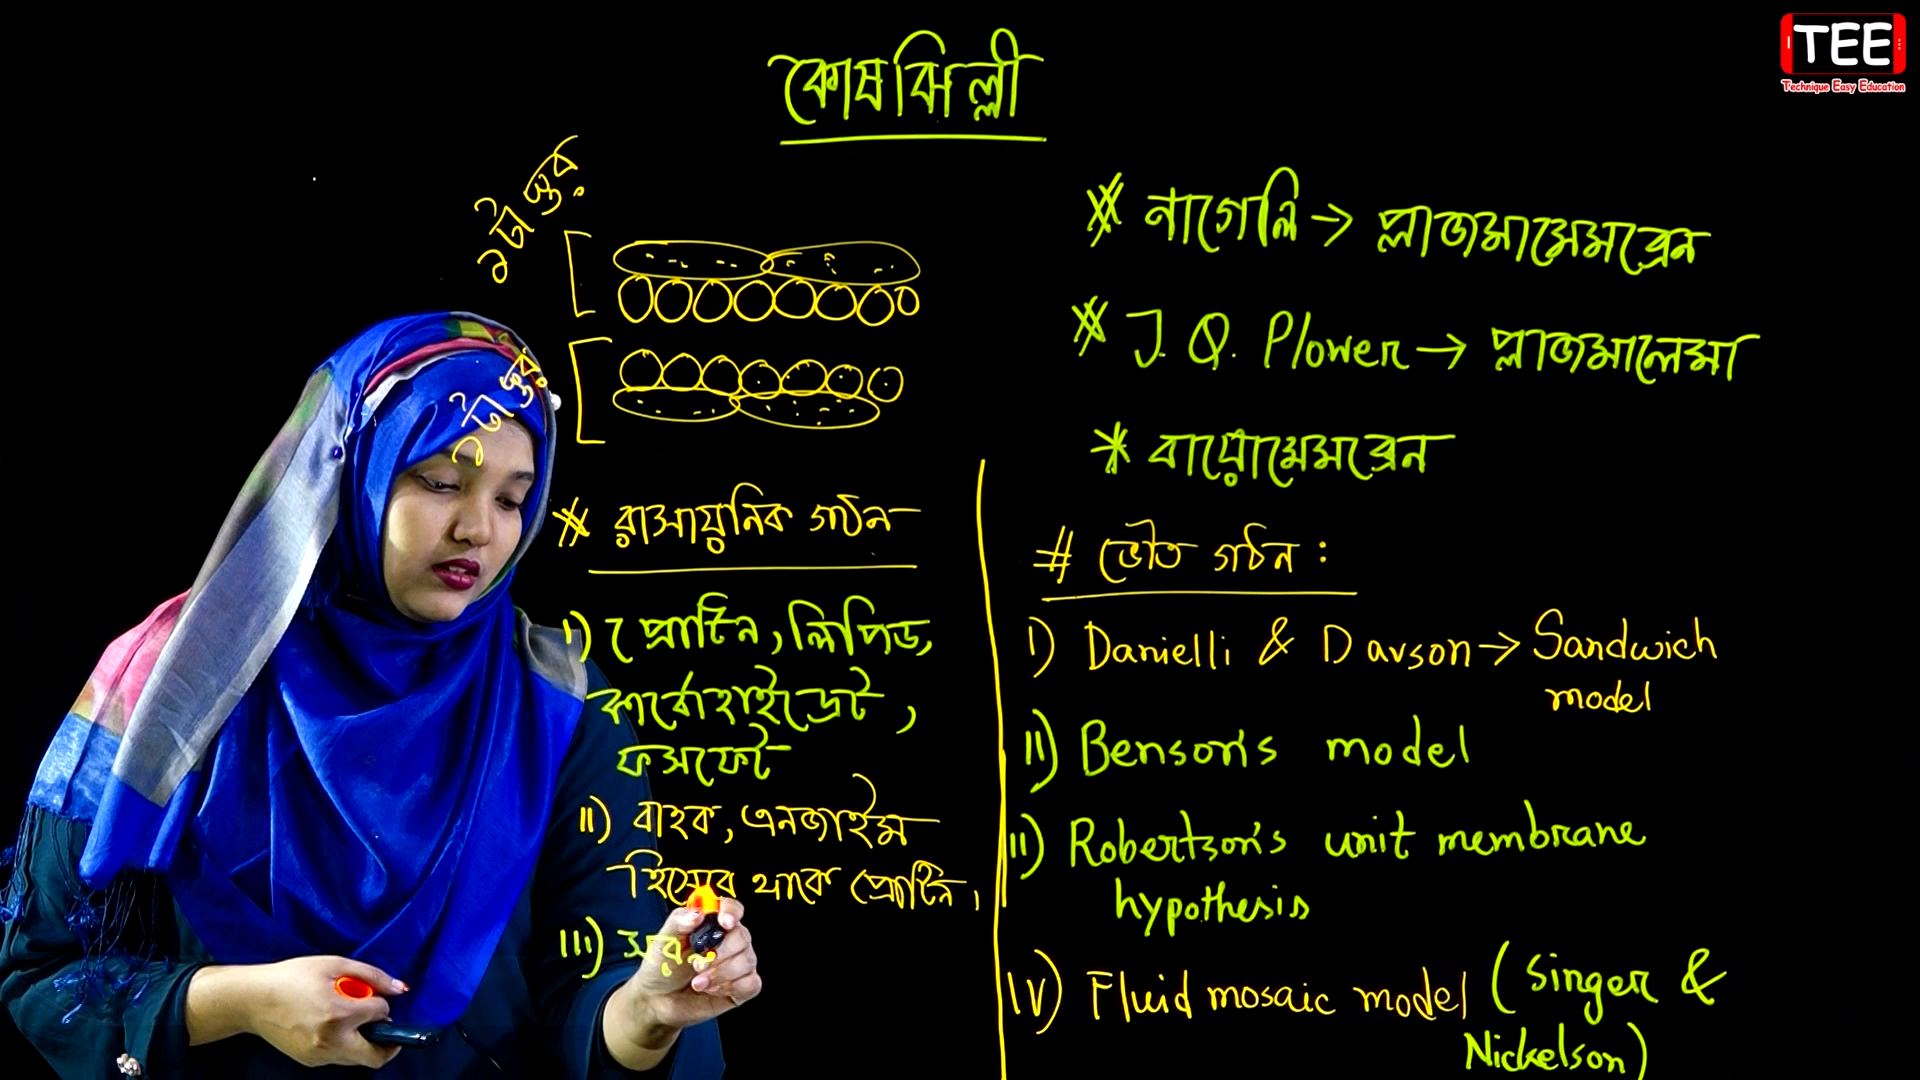 TEE
Technique Easy Education
কোষঝিল্লী
২টা স্তর
২টা স্তর
* নাগেলি → প্লাজমামেমব্রেন
* J. Q. Plower → প্লাজমালেমা
* বায়োমেমব্রেন
* রাসায়নিক গঠন
i) প্রোটিন, লিপিড,
কার্বোহাইড্রেট,
ফসফেট
ii) বাহক, এনজাইম
হিসেবে থাকে প্রোটিন।
iii) সর
# ভৌত গঠন :
i) Danielli & Davson → Sandwich
model
ii) Benson's model
ii) Robertson's unit membrane
hypothesis
iv) Fluid mosaic model (Singer &
Nickelson)